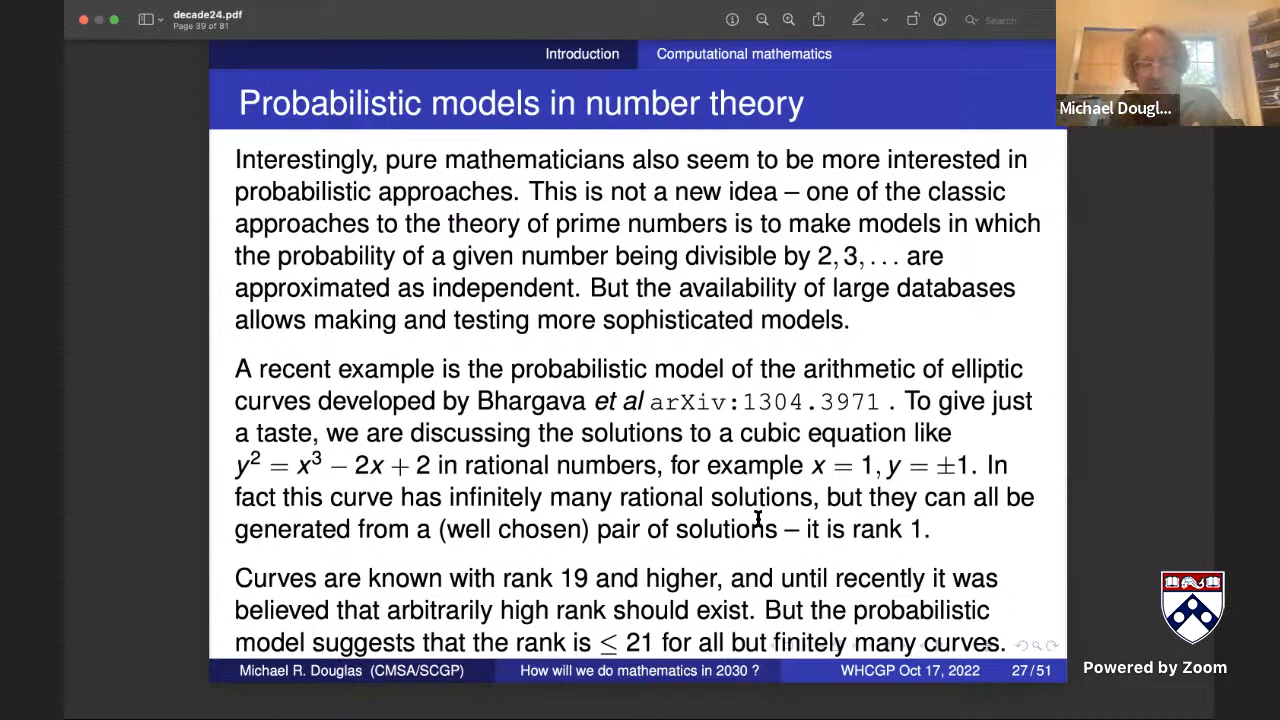 decade24.pdf
Page 39 of 81
Search
Introduction Computational mathematics
Probabilistic models in number theory
Michael Dougl...
Interestingly, pure mathematicians also seem to be more interested in
probabilistic approaches. This is not a new idea – one of the classic
approaches to the theory of prime numbers is to make models in which
the probability of a given number being divisible by 2, 3, . . . are
approximated as independent. But the availability of large databases
allows making and testing more sophisticated models.
A recent example is the probabilistic model of the arithmetic of elliptic
curves developed by Bhargava et al arXiv:1304.3971 . To give just
a taste, we are discussing the solutions to a cubic equation like
y² = x³ − 2x + 2 in rational numbers, for example x = 1, y = ±1. In
fact this curve has infinitely many rational solutions, but they can all be
generated from a (well chosen) pair of solutions – it is rank 1.
Curves are known with rank 19 and higher, and until recently it was
believed that arbitrarily high rank should exist. But the probabilistic
model suggests that the rank is ≤ 21 for all but finitely many curves.
Michael R. Douglas (CMSA/SCGP) How will we do mathematics in 2030 ? WHCGP Oct 17, 2022 27/51
Powered by Zoom